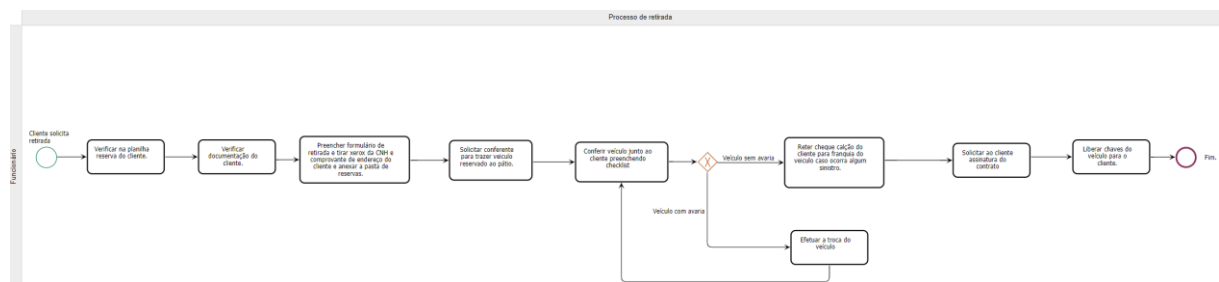 Processo de retirada
Funcionário
Cliente solicita
retirada
Verificar na planilha
reserva do cliente.
Verificar
documentação do
cliente.
Preencher formulário de
retirada e tirar xerox da CNH e
comprovante de endereço do
cliente e anexar a pasta de
reservas.
Solicitar conferente
para trazer veiculo
reservado ao pátio.
Conferir veículo junto ao
cliente preenchendo
checklist
Veículo sem avaria
Reter cheque calção do
cliente para franquia do
veiculo caso ocorra algum
sinistro.
Solicitar ao cliente
assinatura do
contrato
Liberar chaves do
veículo para o
cliente.
Fim.
Veículo com avaria
Efetuar a troca do
veículo